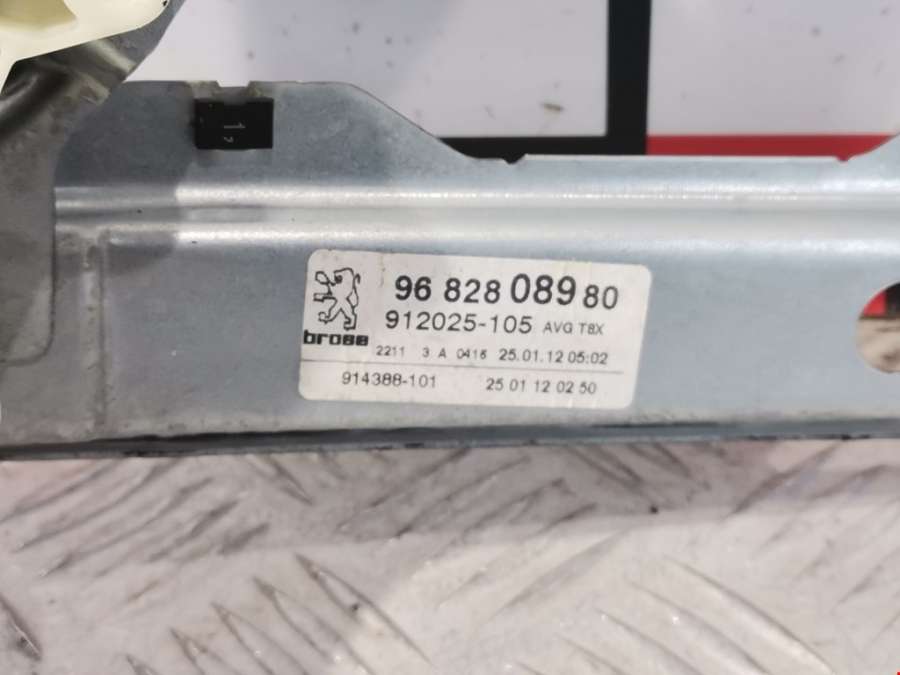 12
96 828 089 80
912025-105 AVG T8X
brose
2211 3 A 0416 25.01.12 05:02
914388-101 25 01 12 02 50